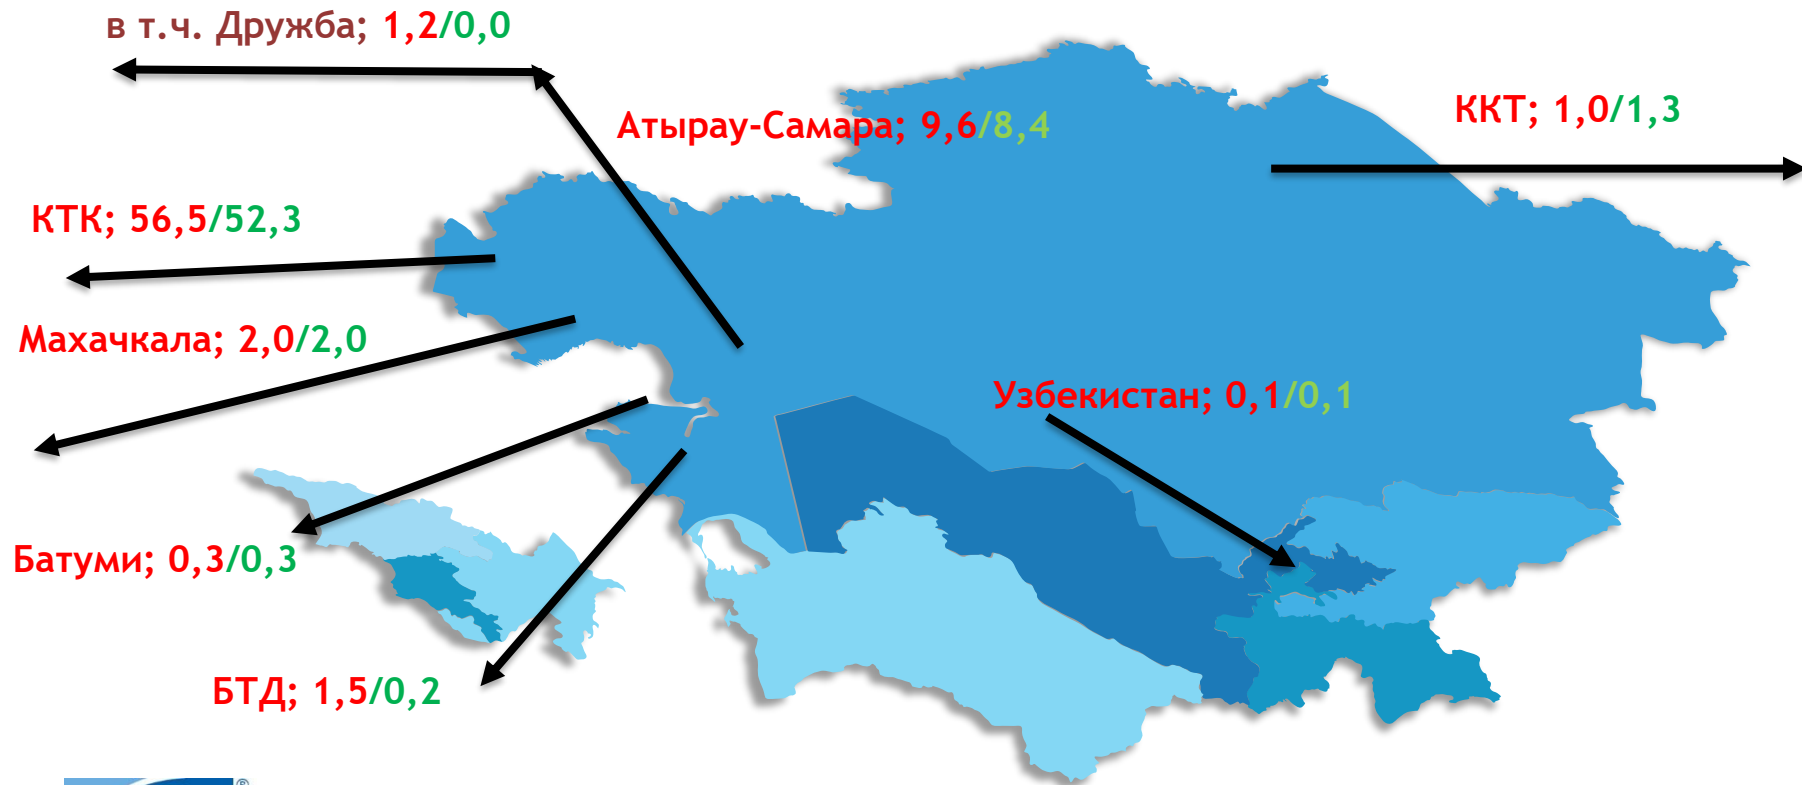 в т.ч. Дружба; 1,2/0,0
Атырау-Самара; 9,6/8,4
ККТ; 1,0/1,3
КТК; 56,5/52,3
Махачкала; 2,0/2,0
Узбекистан; 0,1/0,1
Батуми; 0,3/0,3
БТД; 1,5/0,2
®